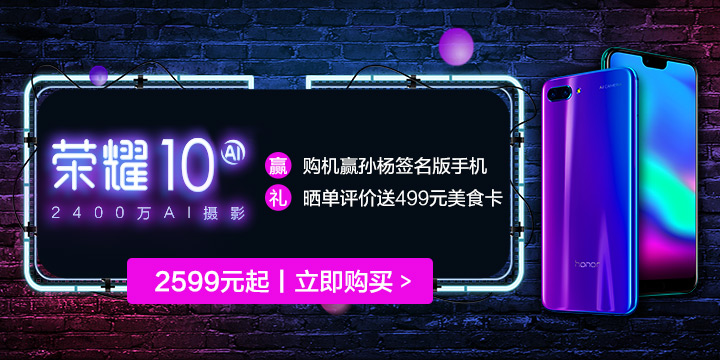 荣耀10 AI
2400万AI摄影
赢 购机赢孙杨签名版手机
礼 晒单评价送499元美食卡
2599元起 | 立即购买 >
AI CAMERA
honor